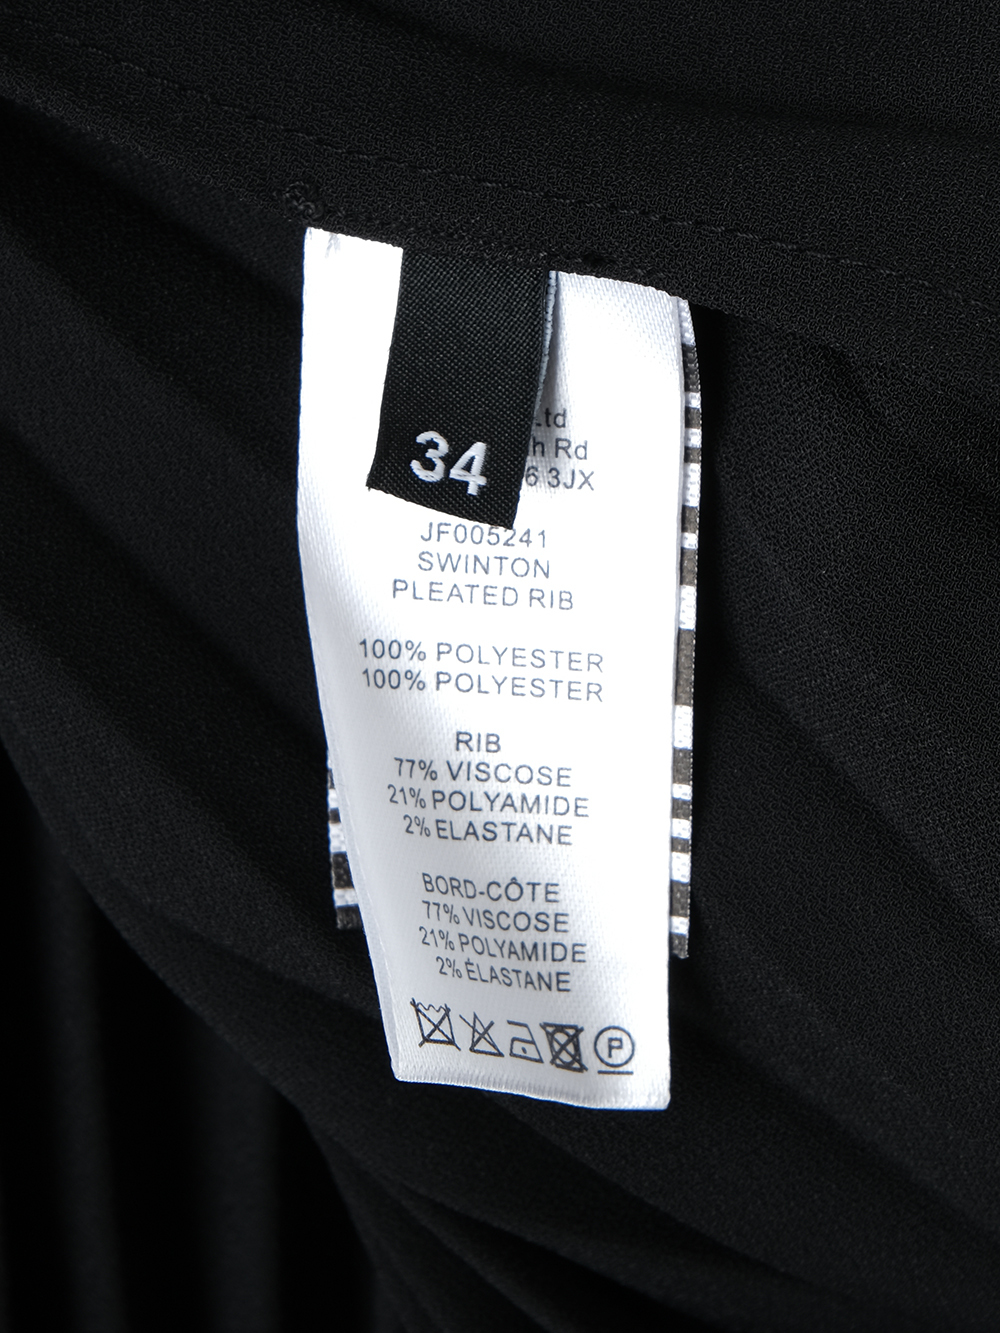 34
Ltd
h Rd
6 3JX
JF005241
SWINTON
PLEATED RIB
100% POLYESTER
100% POLYESTER
RIB
77% VISCOSE
21% POLYAMIDE
2% ELASTANE
BORD-CÔTE
77% VISCOSE
21% POLYAMIDE
2% ÉLASTANE
P